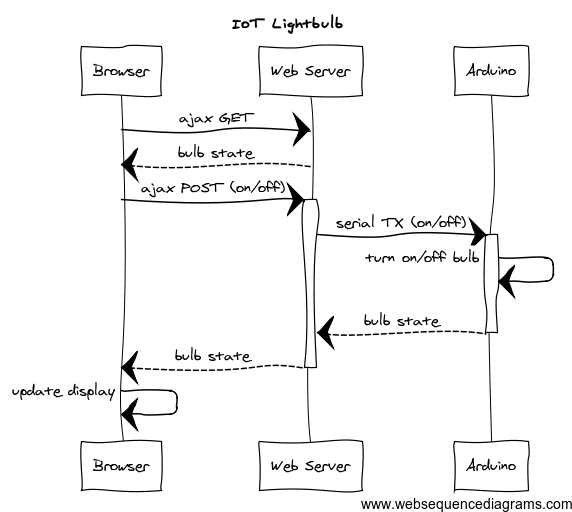 IoT Lightbulb
Browser
Web Server
Arduino
ajax GET
bulb state
ajax POST (on/off)
serial TX (on/off)
turn on/off bulb
bulb state
bulb state
update display
Browser
Web Server
Arduino
www.websequencediagrams.com